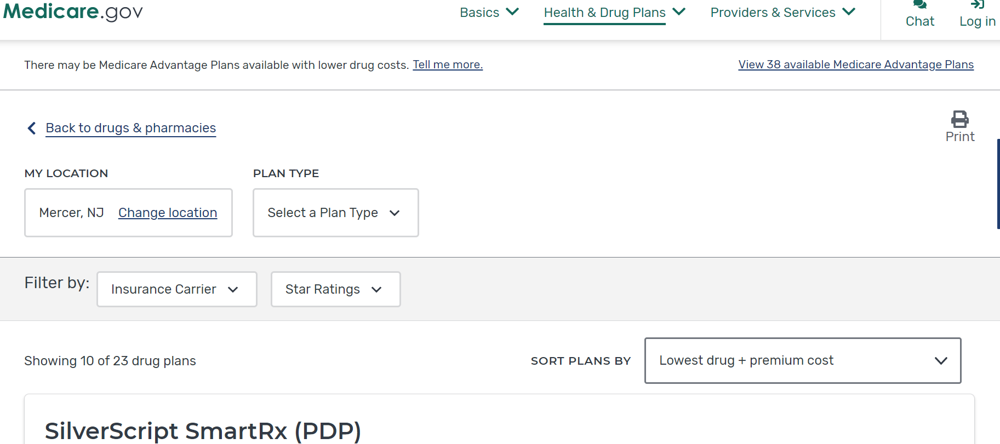 Medicare.gov
Basics Health & Drug Plans Providers & Services Chat Log in
There may be Medicare Advantage Plans available with lower drug costs. Tell me more. View 38 available Medicare Advantage Plans
Back to drugs & pharmacies
Print
MY LOCATION PLAN TYPE
Mercer, NJ Change location Select a Plan Type
Filter by: Insurance Carrier Star Ratings
Showing 10 of 23 drug plans SORT PLANS BY Lowest drug + premium cost
SilverScript SmartRx (PDP)